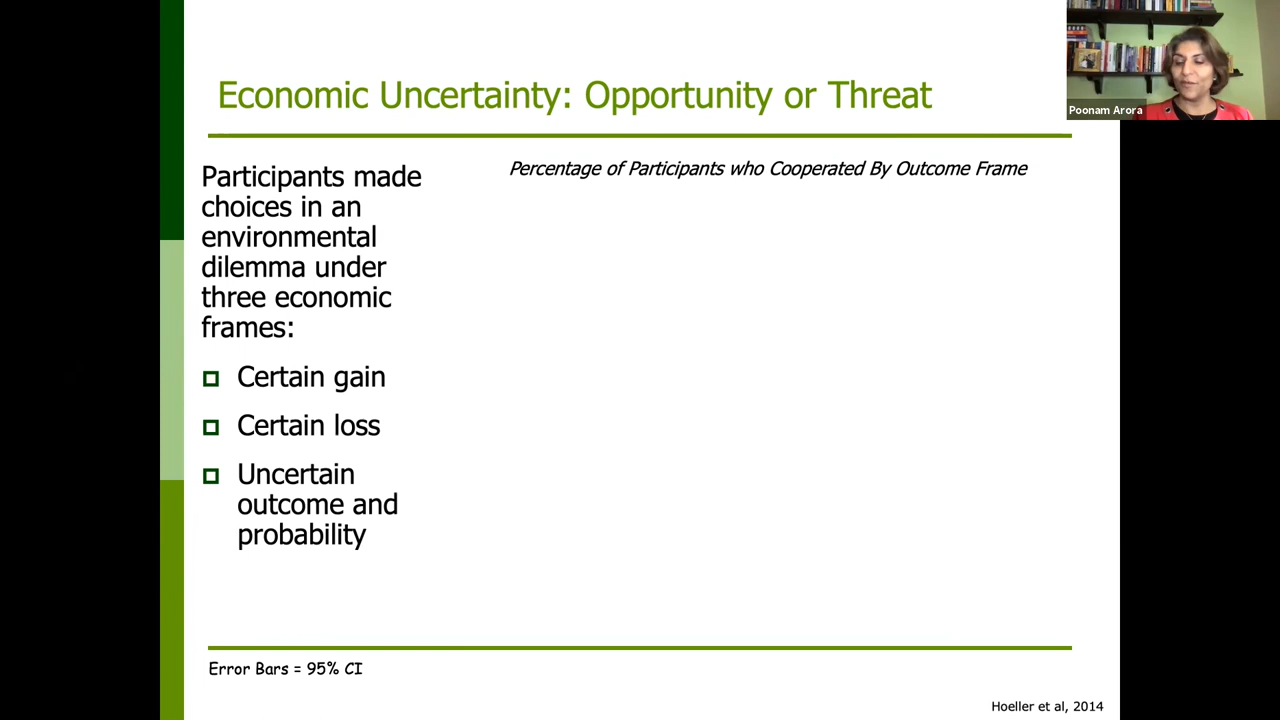 Economic Uncertainty: Opportunity or Threat
Poonam Arora
Participants made
choices in an
environmental
dilemma under
three economic
frames:
Certain gain
Certain loss
Uncertain
outcome and
probability
Percentage of Participants who Cooperated By Outcome Frame
Error Bars = 95% CI
Hoeller et al, 2014